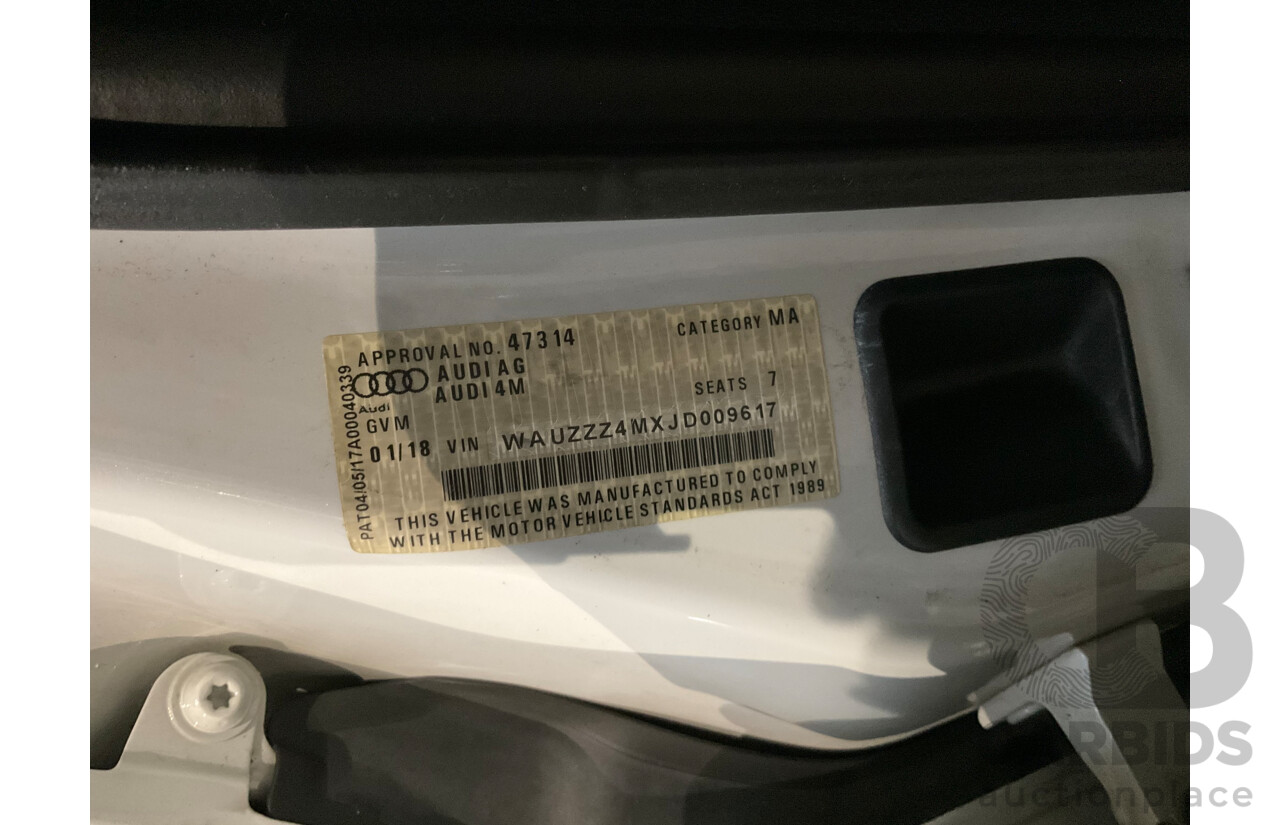 APPROVAL NO. 47314
CATEGORY MA
AUDI AG
AUDI 4M
Audi
SEATS 7
GVM
01/18 VIN WAUZZZ4MXJD009617
THIS VEHICLE WAS MANUFACTURED TO COMPLY
WITH THE MOTOR VEHICLE STANDARDS ACT 1989
PAT04/05/17A00040339
RBIDS
auctionplace